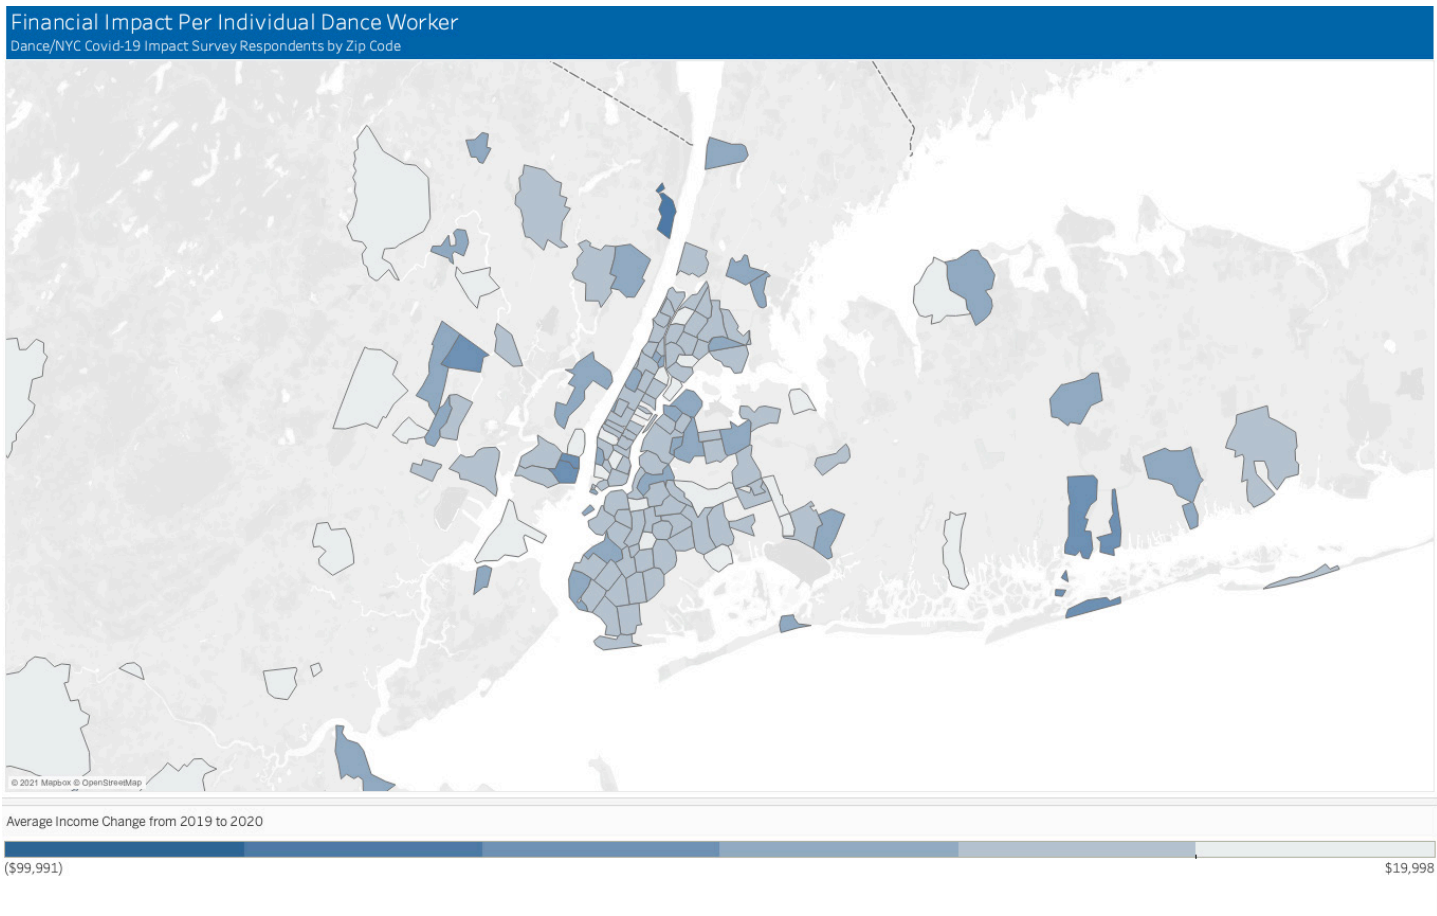 Financial Impact Per Individual Dance Worker
Dance/NYC Covid-19 Impact Survey Respondents by Zip Code
© 2021 Mapbox © OpenStreetMap
Average Income Change from 2019 to 2020
($99,991) $19,998